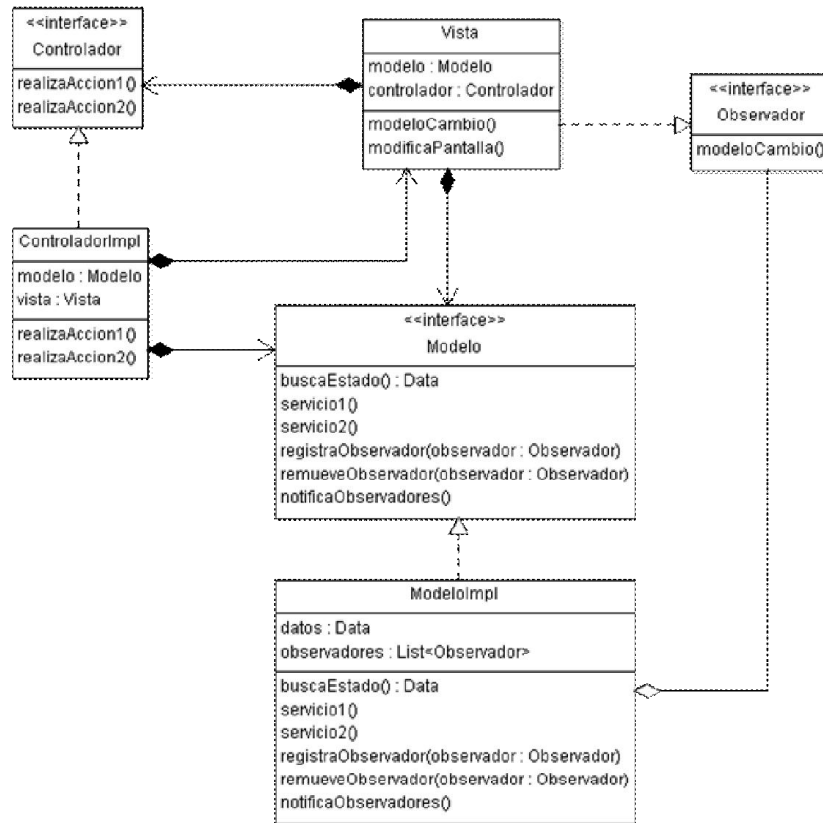 <<interface>>
Controlador
realizaAccion1()
realizaAccion2()
Vista
modelo : Modelo
controlador : Controlador
modeloCambio()
modificaPantalla()
<<interface>>
Observador
modeloCambio()
ControladorImpl
modelo : Modelo
vista : Vista
realizaAccion1()
realizaAccion2()
<<interface>>
Modelo
buscaEstado() : Data
servicio1()
servicio2()
registraObservador(observador : Observador)
remueveObservador(observador : Observador)
notificaObservadores()
ModeloImpl
datos : Data
observadores : List<Observador>
buscaEstado() : Data
servicio1()
servicio2()
registraObservador(observador : Observador)
remueveObservador(observador : Observador)
notificaObservadores()